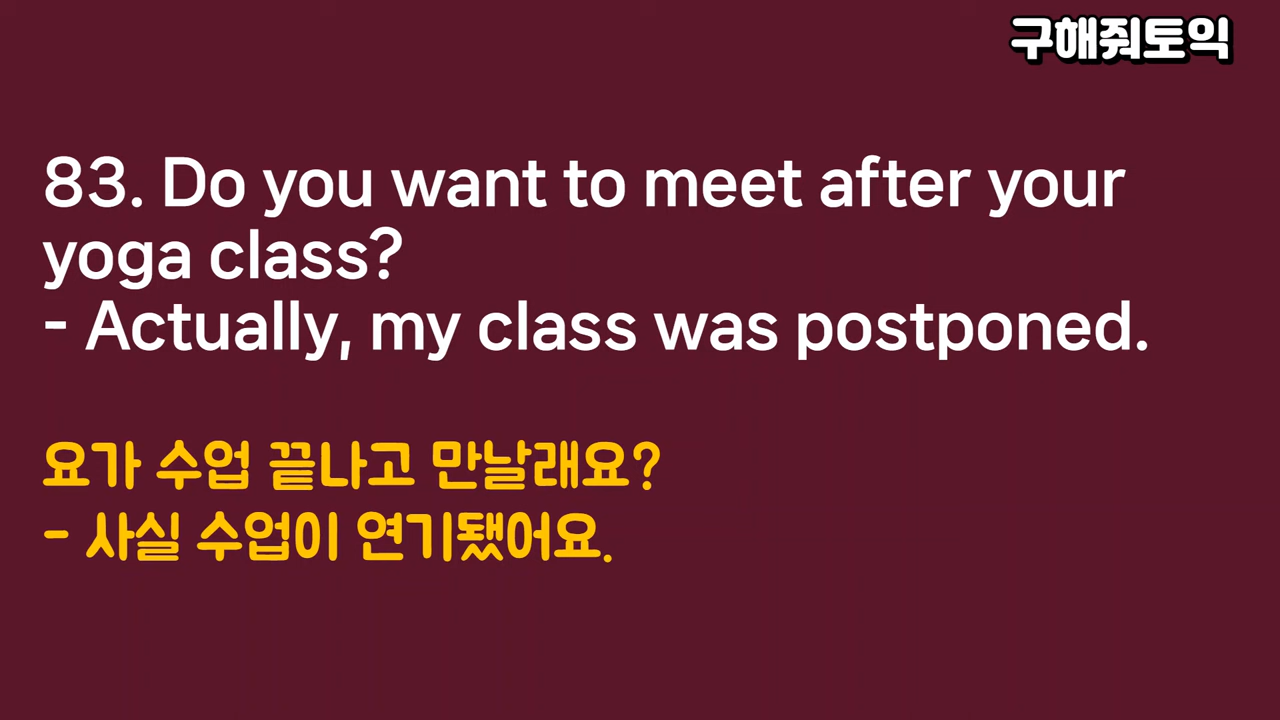 구해줘토익
83. Do you want to meet after your
yoga class?
- Actually, my class was postponed.
요가 수업 끝나고 만날래요?
- 사실 수업이 연기됐어요.